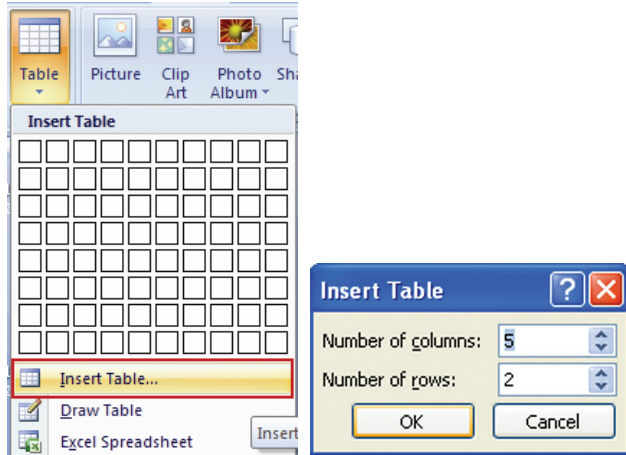 Table Picture Clip Photo
Art Album
Insert Table
Insert Table...
Draw Table
Excel Spreadsheet
Insert
Insert Table
Number of columns: 5
Number of rows: 2
OK Cancel